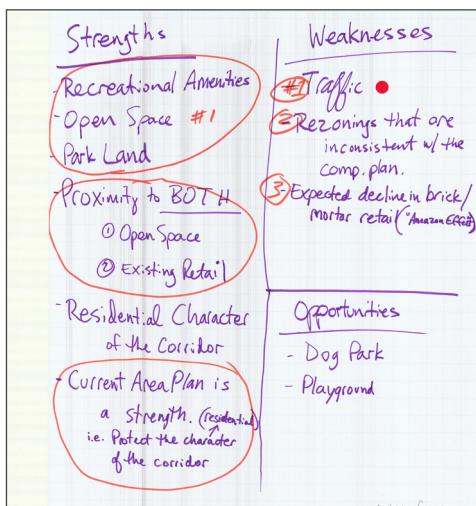 Strengths
- Recreational Amenities
- Open Space #1
- Park Land
- Proximity to BOTH
① Open Space
② Existing Retail
- Residential Character
of the Corridor
- Current Area Plan is
a strength. (residential)
i.e. Protect the character
of the corridor
Weaknesses
#1 - Traffic
2 - Rezonings that are
inconsistent w/ the
comp. plan.
3 - Expected decline in brick/
mortar retail ("Amazon Effect")
Opportunities
- Dog Park
- Playground